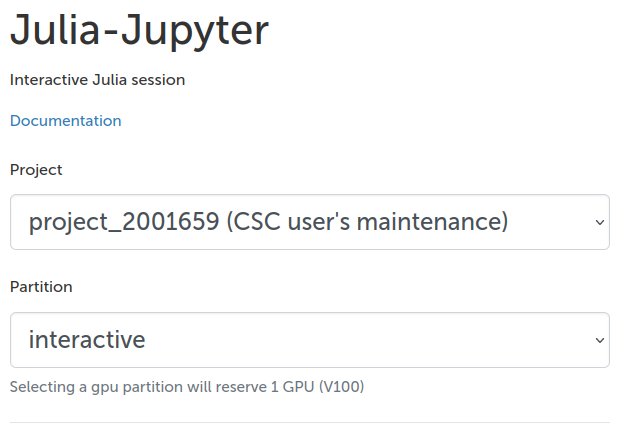 Julia-Jupyter
Interactive Julia session
Documentation
Project
project_2001659 (CSC user's maintenance)
Partition
interactive
Selecting a gpu partition will reserve 1 GPU (V100)